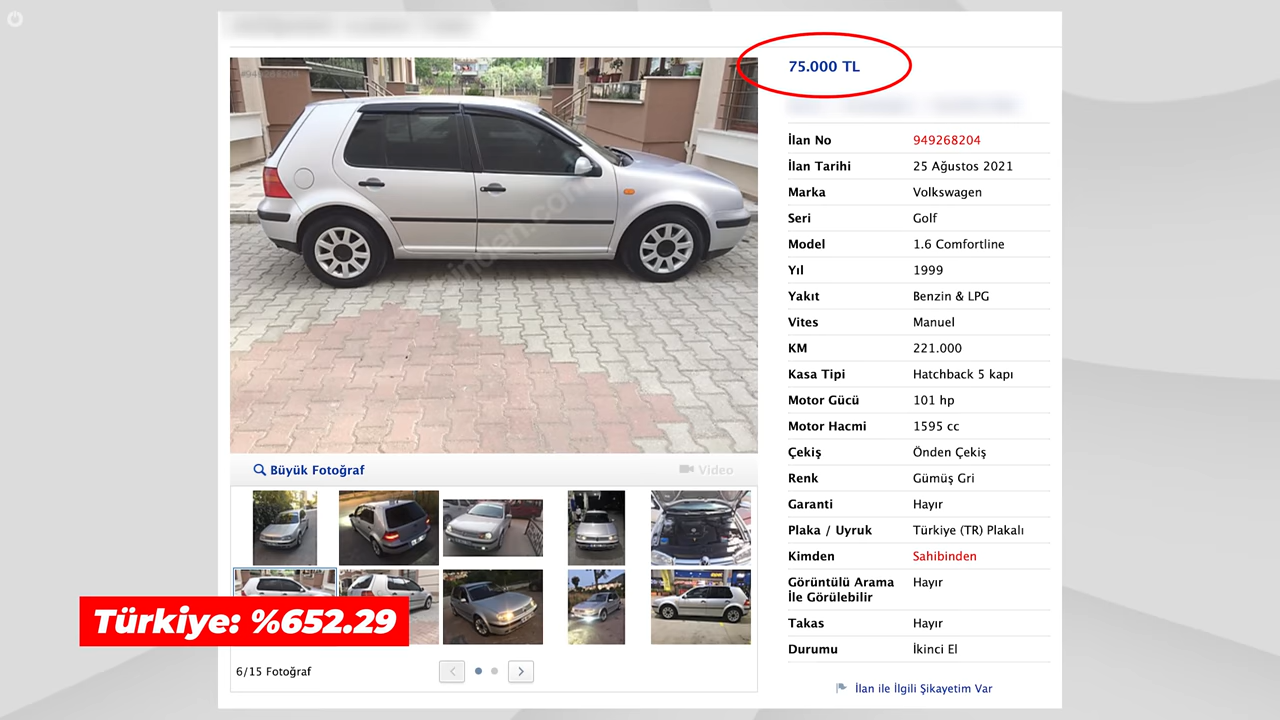 75.000 TL
#949268204
İlan No 949268204
İlan Tarihi 25 Ağustos 2021
Marka Volkswagen
Seri Golf
Model 1.6 Comfortline
Yıl 1999
Yakıt Benzin & LPG
Vites Manuel
KM 221.000
Kasa Tipi Hatchback 5 kapı
Motor Gücü 101 hp
Motor Hacmi 1595 cc
Çekiş Önden Çekiş
Renk Gümüş Gri
Garanti Hayır
Plaka / Uyruk Türkiye (TR) Plakalı
Kimden Sahibinden
Görüntülü Arama Hayır
İle Görülebilir
Takas Hayır
Durumu İkinci El
İlan ile İlgili Şikayetim Var
Büyük Fotoğraf
Video
Türkiye: %652.29
6/15 Fotoğraf